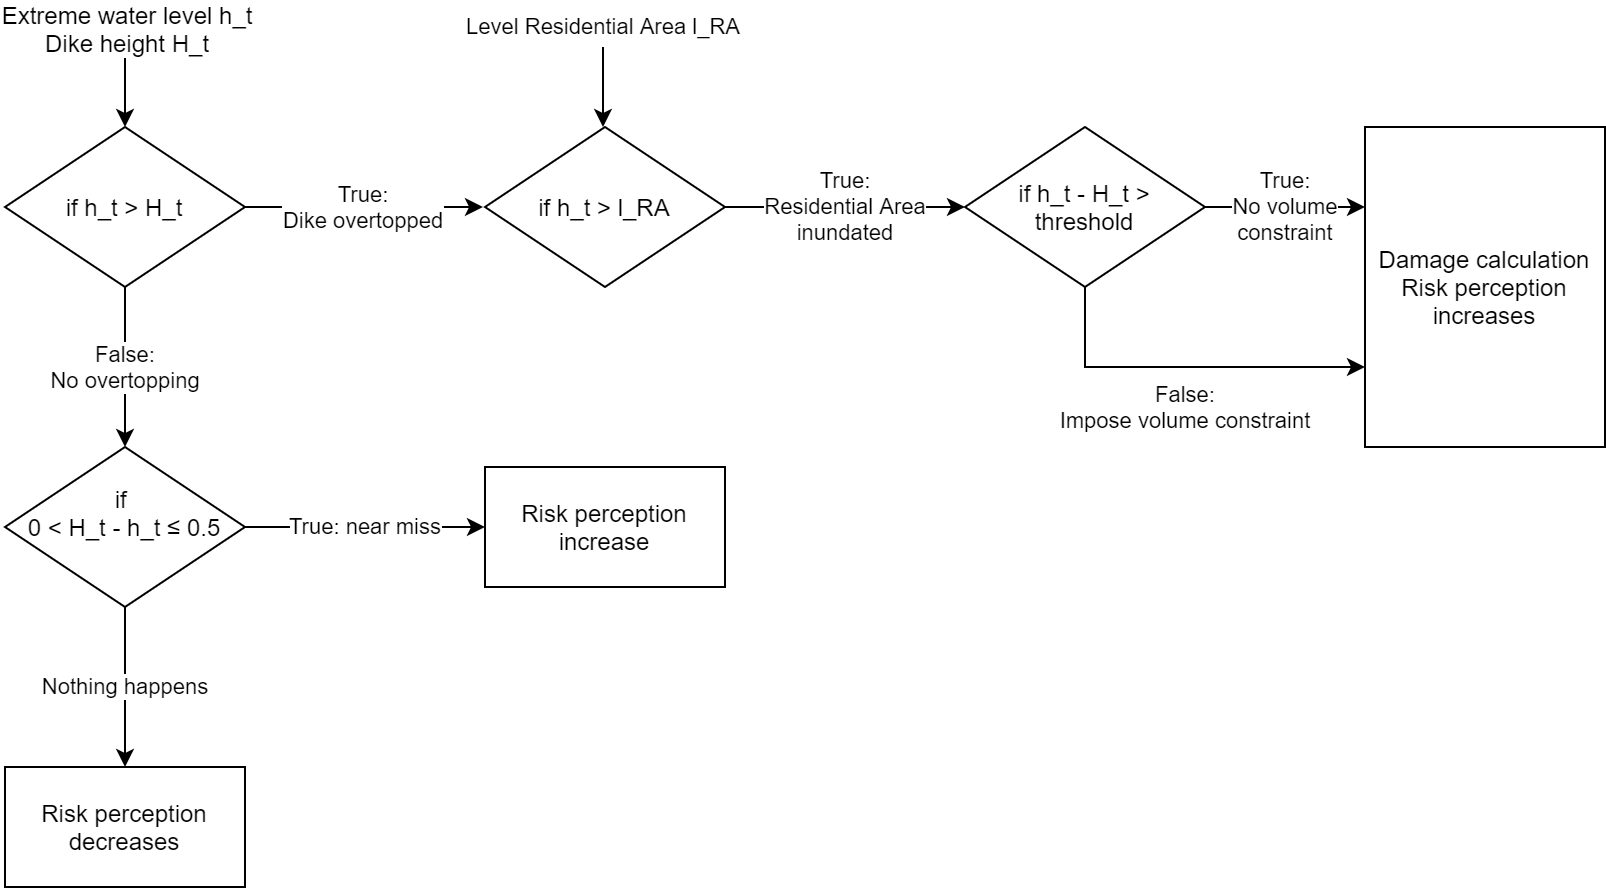 Extreme water level h_t
Dike height H_t
Level Residential Area I_RA
if h_t > H_t
True:
Dike overtopped
if h_t > I_RA
True:
Residential Area
inundated
if h_t - H_t >
threshold
True:
No volume
constraint
Damage calculation
Risk perception
increases
False:
No overtopping
False:
Impose volume constraint
if
0 < H_t - h_t ≤ 0.5
True: near miss
Risk perception
increase
Nothing happens
Risk perception
decreases